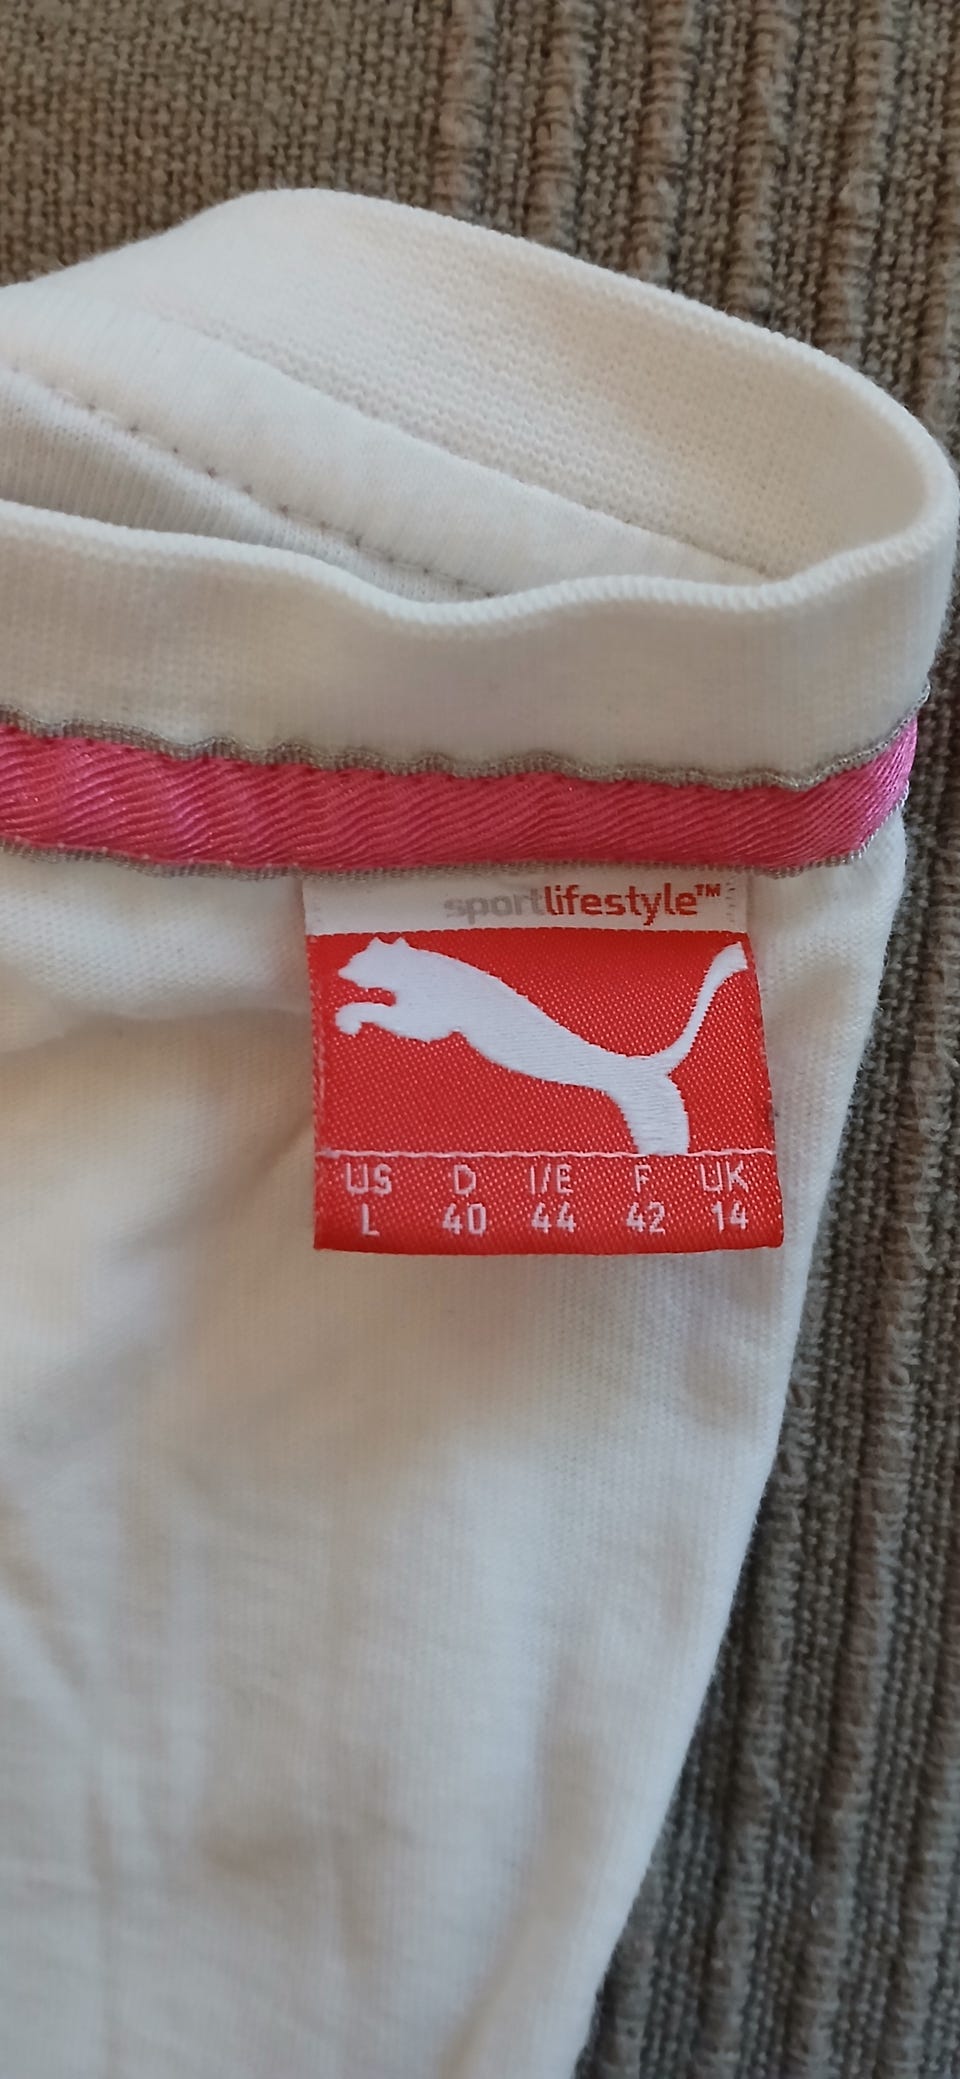 sportlifestyle™
US D I/E F UK
L 40 44 42 14